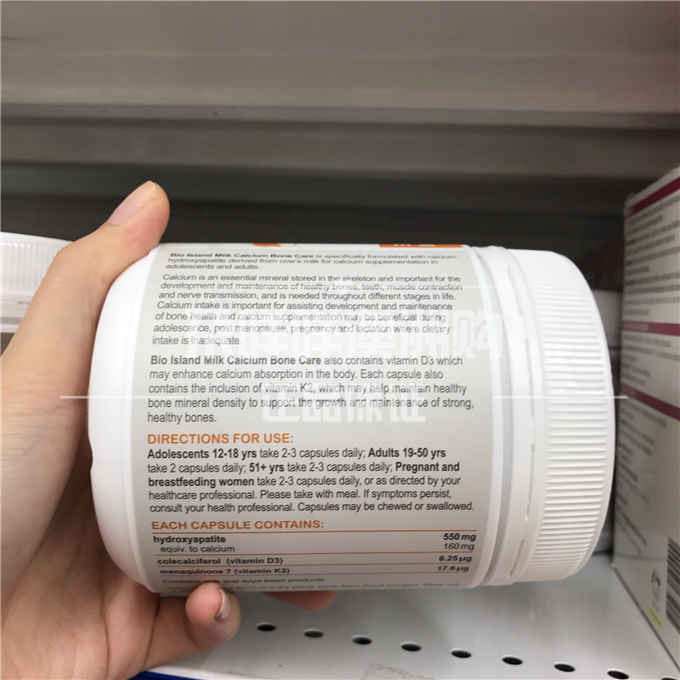 Bio Island Milk Calcium Bone Care is specifically formulated with calcium
hydroxyapatite derived from cow's milk for calcium supplementation in
adolescents and adults.
Calcium is an essential mineral stored in the skeleton and important for the
development and maintenance of healthy bones, teeth, muscle contraction
and nerve transmission, and is needed throughout different stages in life.
Calcium intake is important for assisting development and maintenance
of bone health and calcium supplementation may be beneficial during
adolescence, post menopause, pregnancy and lactation where dietary
intake is inadequate.
Bio Island Milk Calcium Bone Care also contains vitamin D3 which
may enhance calcium absorption in the body. Each capsule also
contains the inclusion of vitamin K2, which may help maintain healthy
bone mineral density to support the growth and maintenance of strong,
healthy bones.
正品保证
DIRECTIONS FOR USE:
Adolescents 12-18 yrs take 2-3 capsules daily; Adults 19-50 yrs
take 2 capsules daily; 51+ yrs take 2-3 capsules daily; Pregnant and
breastfeeding women take 2-3 capsules daily, or as directed by your
healthcare professional. Please take with meal. If symptoms persist,
consult your health professional. Capsules may be chewed or swallowed.
EACH CAPSULE CONTAINS:
hydroxyapatite 550 mg
equiv. to calcium 160 mg
colecalciferol (vitamin D3) 6.25 µg
menaquinone 7 (vitamin K2) 17.6 µg
Contains milk and soya bean products